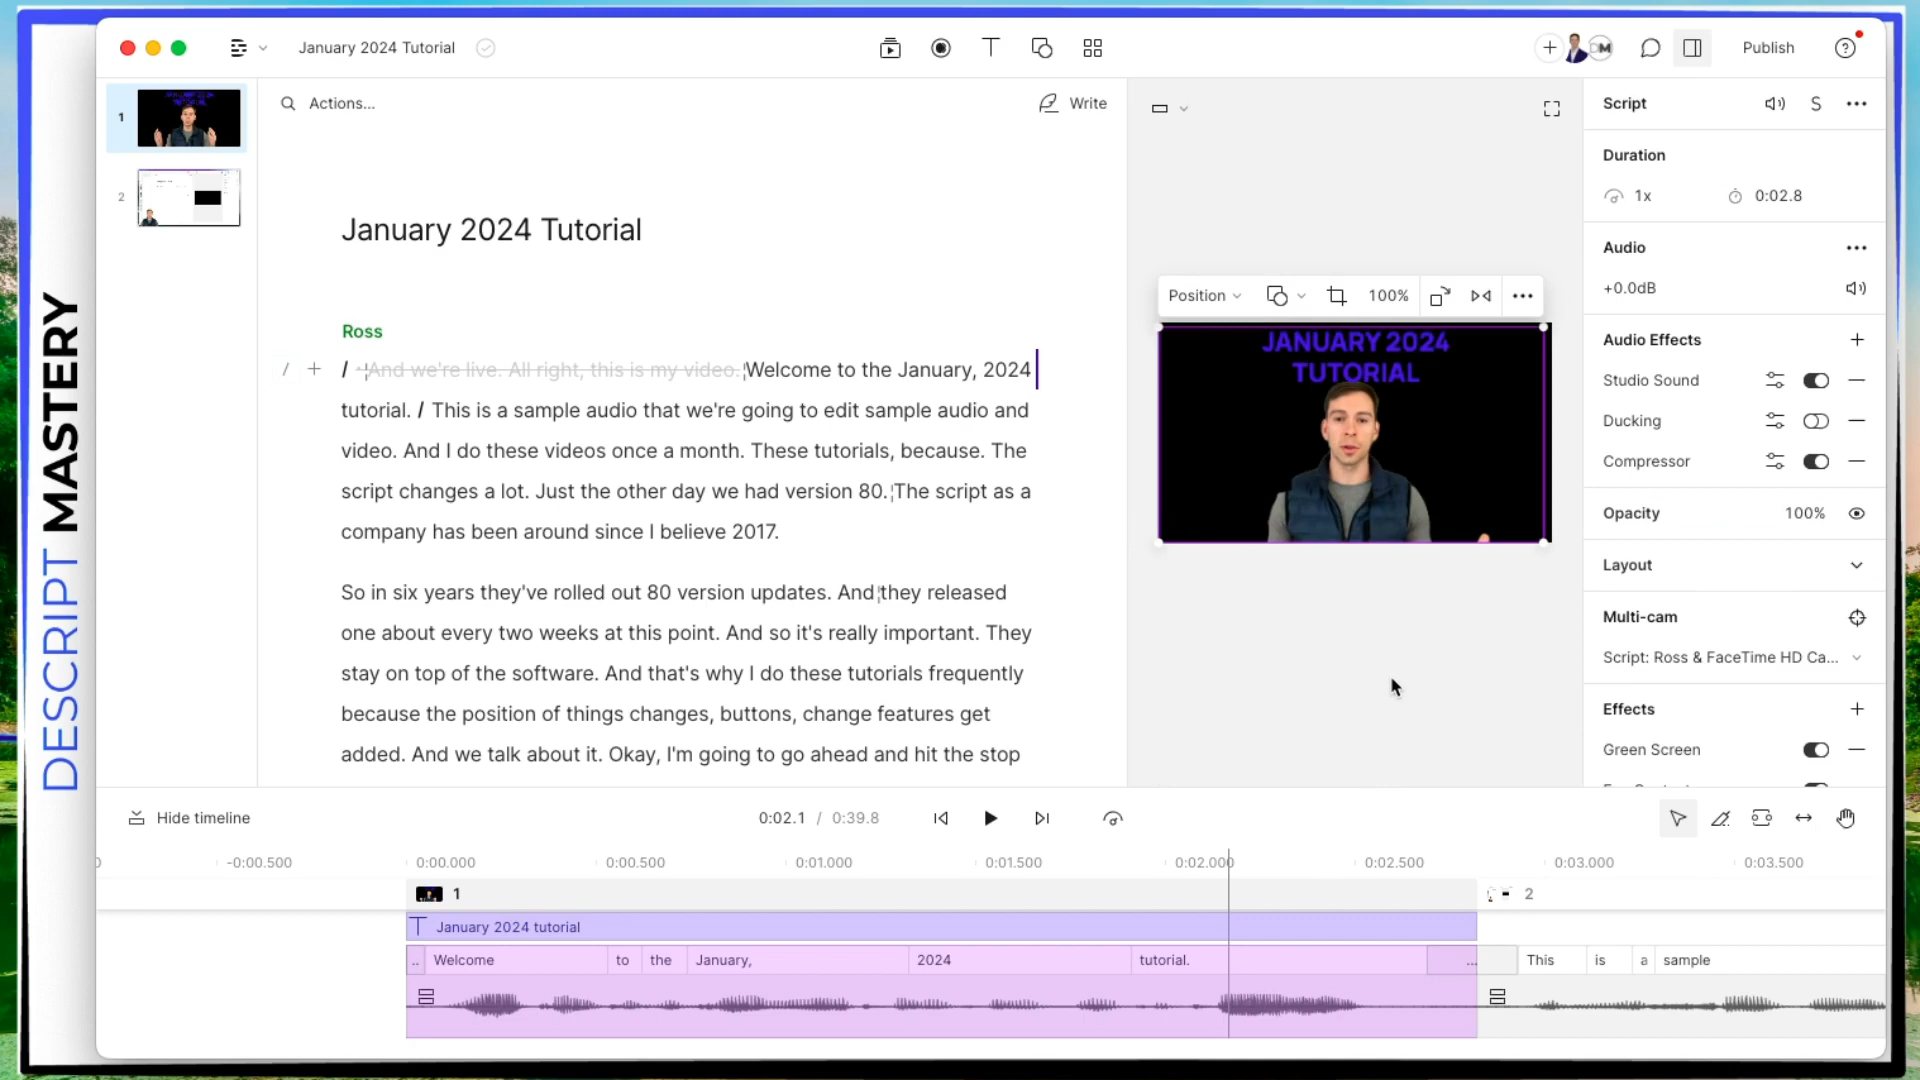 DESCRIPT MASTERY
January 2024 Tutorial
M
Publish
1
2
Actions...
Write
January 2024 Tutorial
Ross
/ And we're live. All right, this is my video. Welcome to the January, 2024
tutorial. / This is a sample audio that we're going to edit sample audio and
video. And I do these videos once a month. These tutorials, because. The
script changes a lot. Just the other day we had version 80. The script as a
company has been around since I believe 2017.
So in six years they've rolled out 80 version updates. And they released
one about every two weeks at this point. And so it's really important. They
stay on top of the software. And that's why I do these tutorials frequently
because the position of things changes, buttons, change features get
added. And we talk about it. Okay, I'm going to go ahead and hit the stop
Position
100%
JANUARY 2024
TUTORIAL
Script
S
Duration
1x
0:02.8
Audio
+0.0dB
Audio Effects
Studio Sound
Ducking
Compressor
Opacity
100%
Layout
Multi-cam
Script: Ross & FaceTime HD Ca...
Effects
Green Screen
Hide timeline
0:02.1 / 0:39.8
-0:00.500
0:00.000
0:00.500
0:01.000
0:01.500
0:02.000
0:02.500
0:03.000
0:03.500
1
2
January 2024 tutorial
..
Welcome
to
the
January,
2024
tutorial.
...
This
is
a
sample